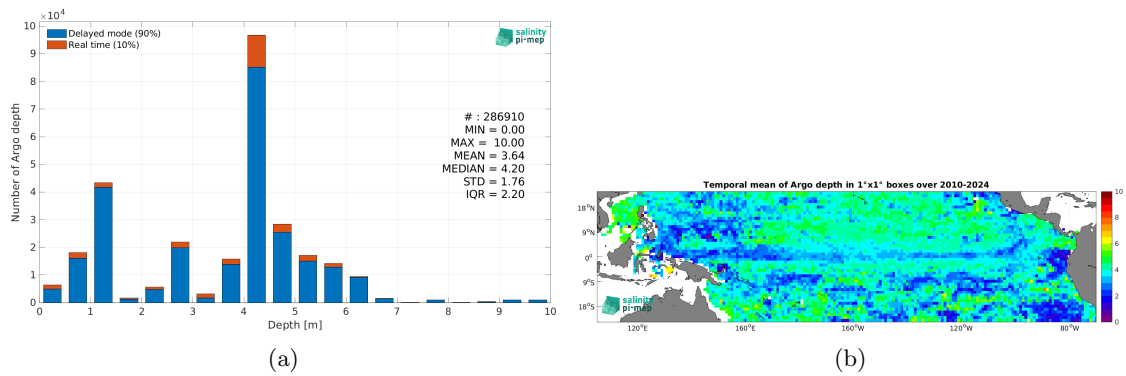 ×10⁴
10
9
8
7
6
5
4
3
2
1
0
Number of Argo depth
Delayed mode (90%)
Real time (10%)
salinity
pi-mep
# : 286910
MIN = 0.00
MAX = 10.00
MEAN = 3.64
MEDIAN = 4.20
STD = 1.76
IQR = 2.20
0 1 2 3 4 5 6 7 8 9 10
Depth [m]
(a)
Temporal mean of Argo depth in 1°x1° boxes over 2010-2024
18°N
9°N
0°
9°S
18°S
salinity
pi-mep
120°E 160°E 160°W 120°W 80°W
10
8
6
4
2
0
(b)